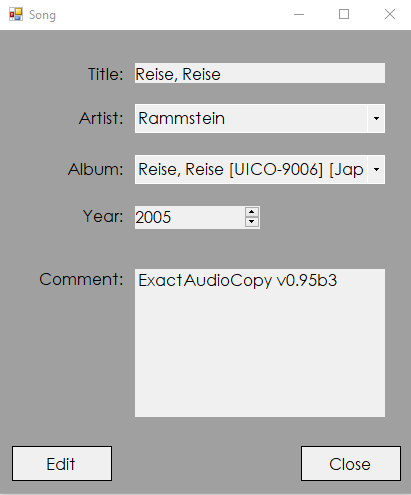 Song
Title: Reise, Reise
Artist: Rammstein
Album: Reise, Reise [UICO-9006] [Jap
Year: 2005
Comment: ExactAudioCopy v0.95b3
Edit Close